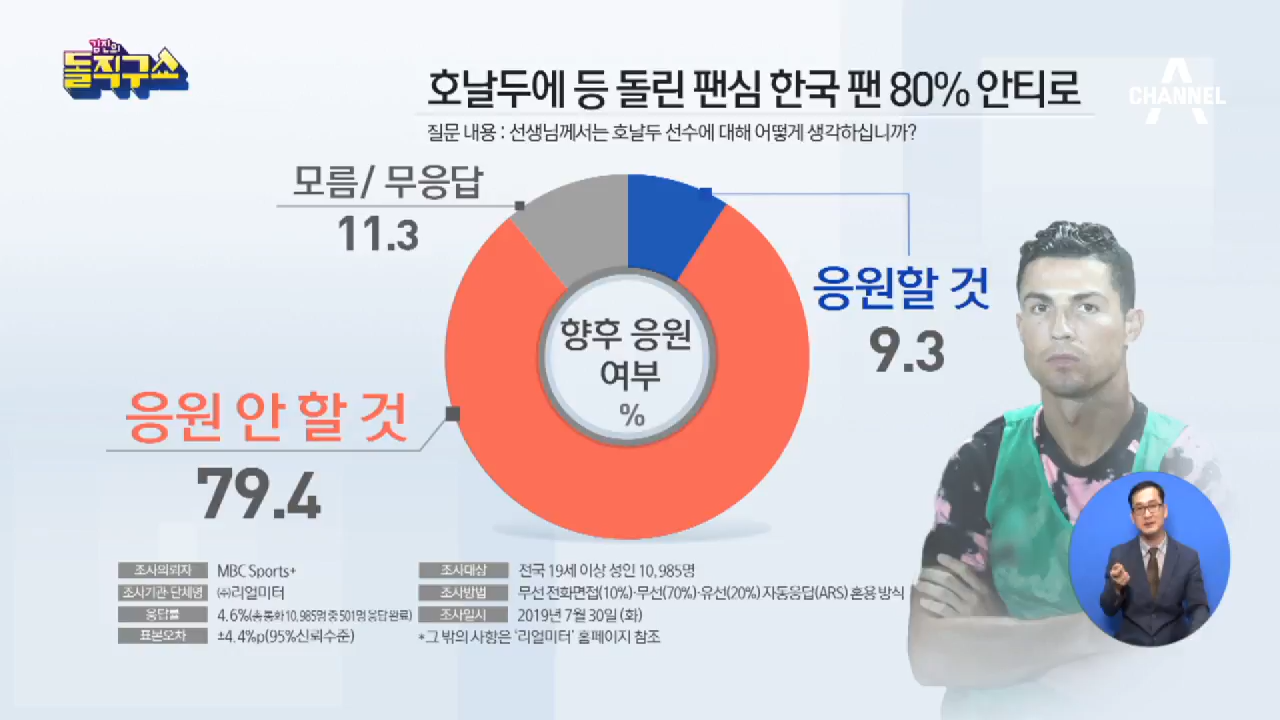 김진의
돌직구쇼
호날두에 등 돌린 팬심 한국 팬 80% 안티로
CHANNEL A
질문 내용 : 선생님께서는 호날두 선수에 대해 어떻게 생각하십니까?
모름/ 무응답
11.3
응원할 것
9.3
향후 응원
여부
%
응원 안 할 것
79.4
조사의뢰자 MBC Sports+
조사기관·단체명 ㈜리얼미터
응답률 4.6%(총 통화 10,985명 중 501명 응답 완료)
표본오차 ±4.4%p(95%신뢰수준)
조사대상 전국 19세 이상 성인 10,985명
조사방법 무선 전화면접(10%)·무선(70%)·유선(20%) 자동응답(ARS) 혼용 방식
조사일시 2019년 7월 30일 (화)
*그 밖의 사항은 '리얼미터' 홈페이지 참조